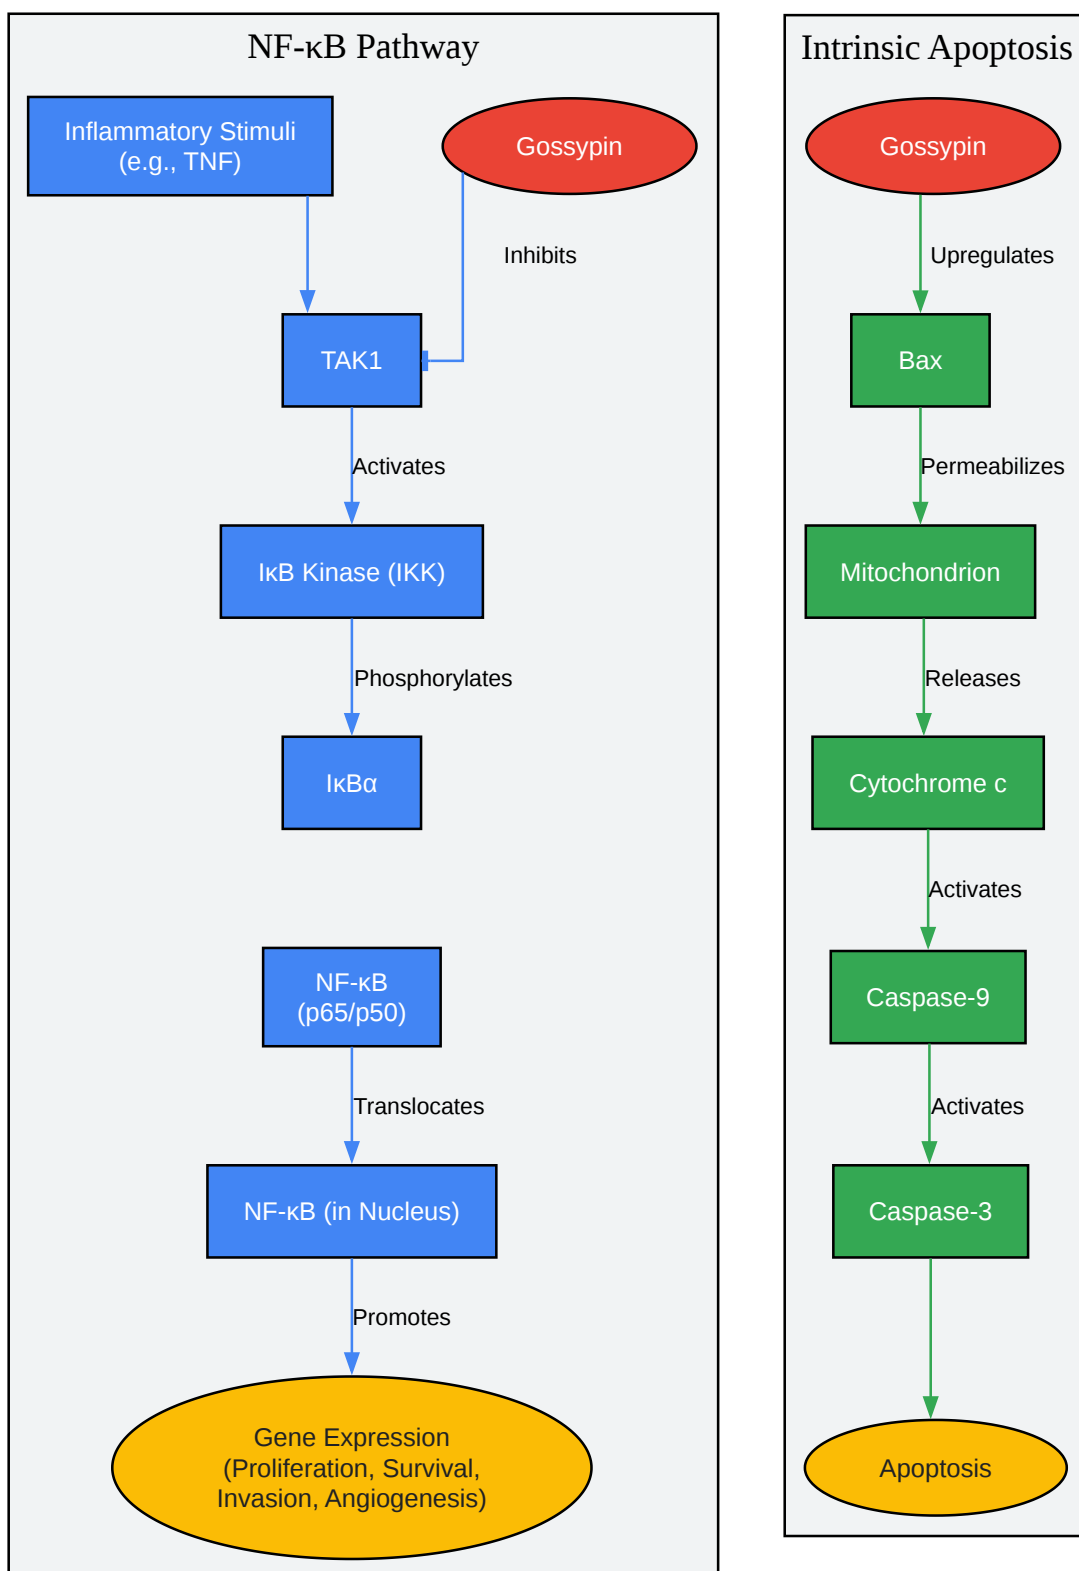 NF-κB Pathway
Inflammatory Stimuli
(e.g., TNF)
Gossypin
Inhibits
TAK1
Activates
IκB Kinase (IKK)
Phosphorylates
IκBα
NF-κB
(p65/p50)
Translocates
NF-κB (in Nucleus)
Promotes
Gene Expression
(Proliferation, Survival,
Invasion, Angiogenesis)
Intrinsic Apoptosis
Gossypin
Upregulates
Bax
Permeabilizes
Mitochondrion
Releases
Cytochrome c
Activates
Caspase-9
Activates
Caspase-3
Apoptosis